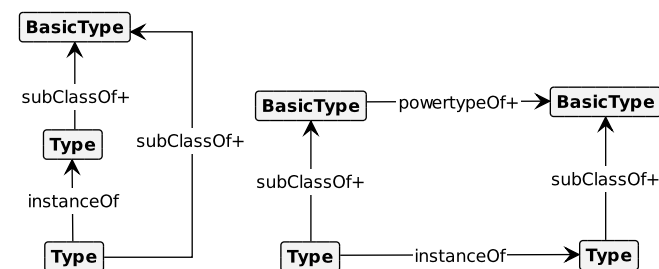 BasicType
subClassOf+
Type
subClassOf+
instanceOf
Type
BasicType
powertypeOf+
BasicType
subClassOf+
subClassOf+
Type
instanceOf
Type